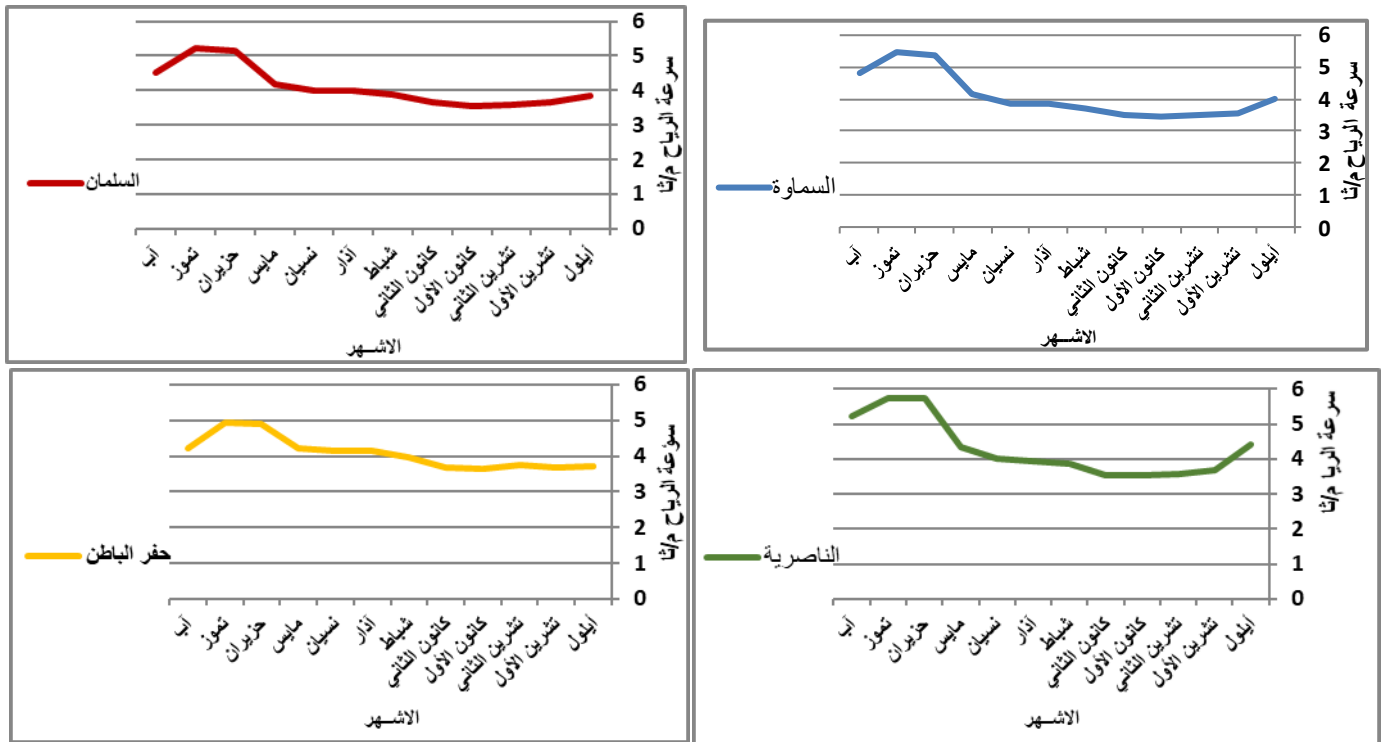 6
5
4
3
2
1
0
سرعة الرياح م/ثا
السماوة
أيلول
تشرين الأول
تشرين الثاني
كانون الأول
كانون الثاني
شباط
آذار
نسيان
مايس
حزيران
تموز
آب
الاشــهر
6
5
4
3
2
1
0
سرعة الرياح م/ثا
السلمان
أيلول
تشرين الأول
تشرين الثاني
كانون الأول
كانون الثاني
شباط
آذار
نسيان
مايس
حزيران
تموز
آب
الاشــهر
6
5
4
3
2
1
0
سرعة الريا م/ثا
الناصرية
أيلول
تشرين الأول
تشرين الثاني
كانون الأول
كانون الثاني
شباط
آذار
نسيان
مايس
حزيران
تموز
آب
الاشــهر
6
5
4
3
2
1
0
سوعة الرياح م/ثا
حفر الباطن
أيلول
تشرين الأول
تشرين الثاني
كانون الأول
كانون الثاني
شباط
آذار
نسيان
مايس
حزيران
تموز
آب
الاشــهر